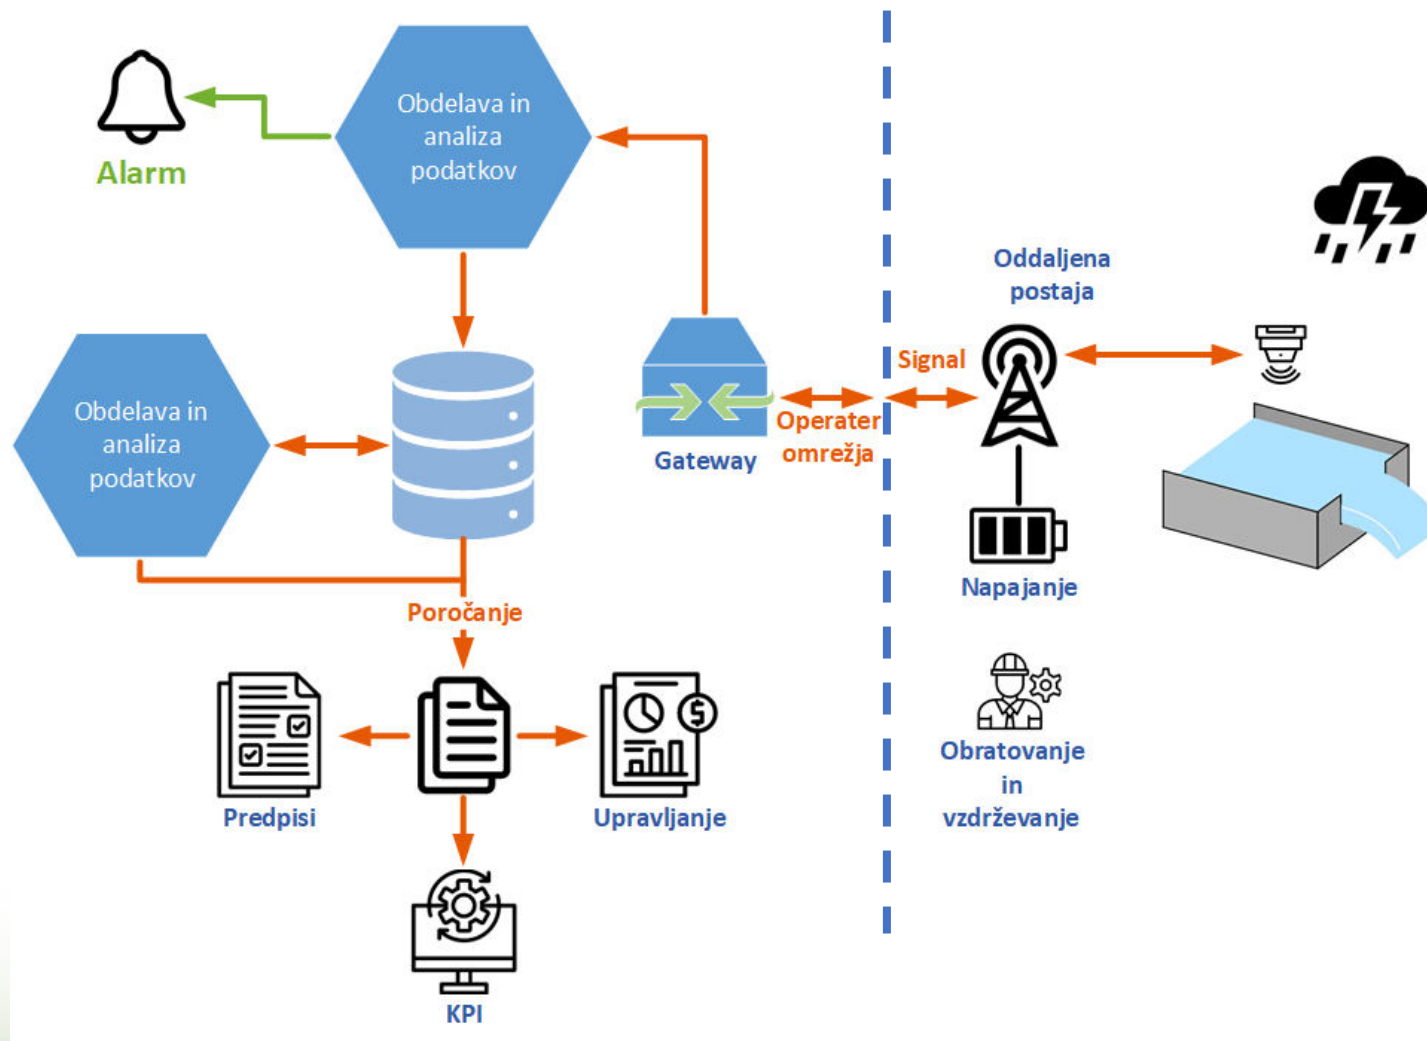 Obdelava in
analiza
podatkov
Alarm
Oddaljena
postaja
Signal
Obdelava in
analiza
podatkov
Operater
omrežja
Gateway
Napajanje
Poročanje
Obratovanje
in
vzdrževanje
Predpisi
Upravljanje
$
KPI